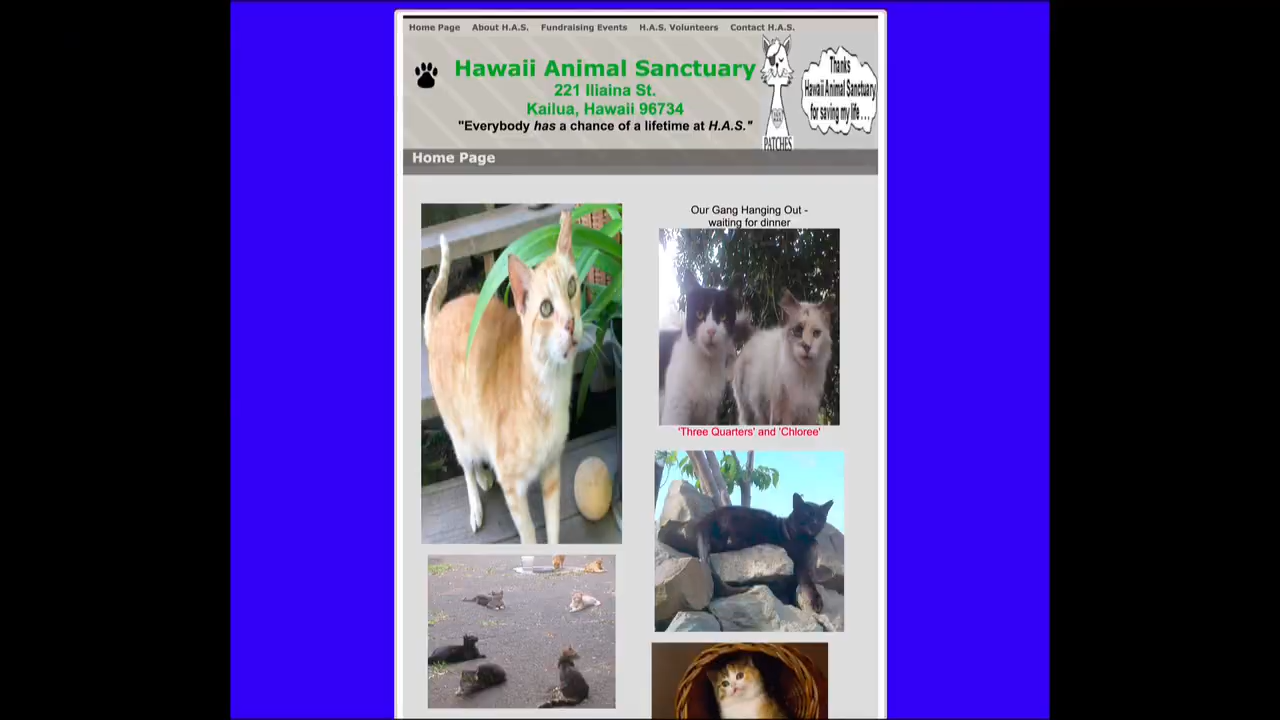 Home Page About H.A.S. Fundraising Events H.A.S. Volunteers Contact H.A.S.
Hawaii Animal Sanctuary
221 Iliaina St.
Kailua, Hawaii 96734
"Everybody has a chance of a lifetime at H.A.S."
PATCHES
Thanks
Hawaii Animal Sanctuary
for saving my life . . .
Home Page
Our Gang Hanging Out -
waiting for dinner
'Three Quarters' and 'Chloree'